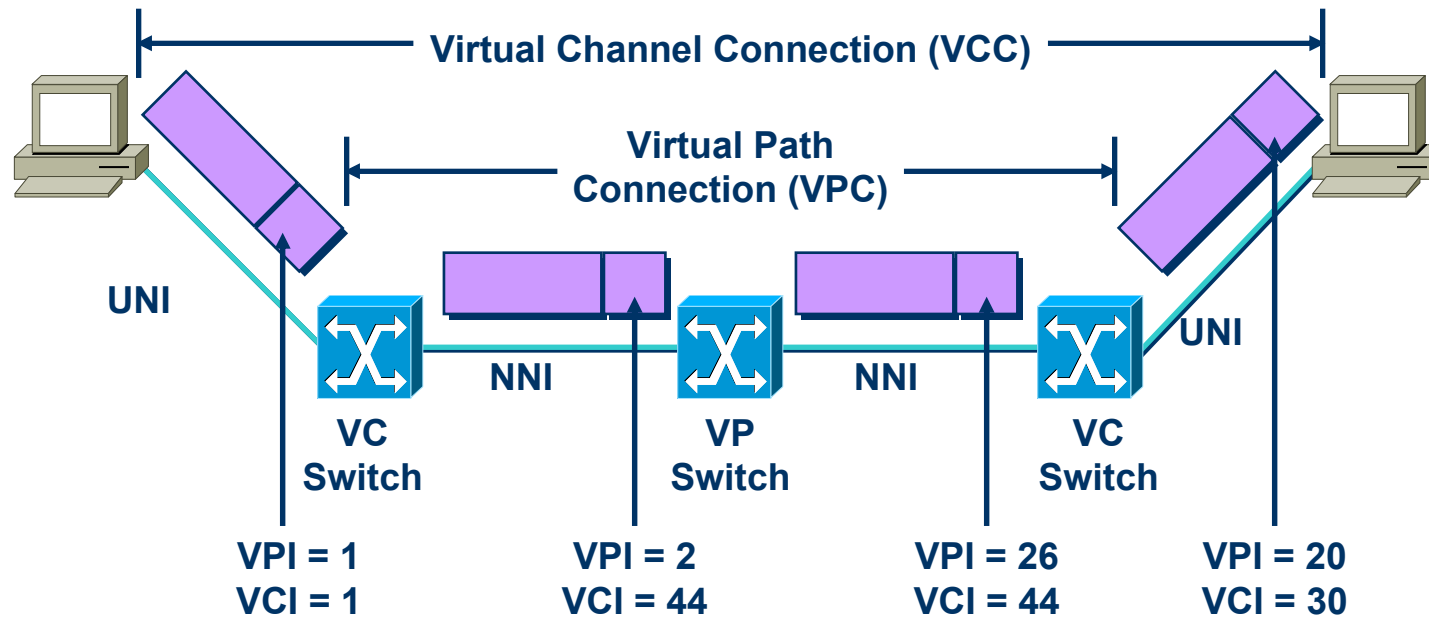 Virtual Channel Connection (VCC)
Virtual Path
Connection (VPC)
UNI
NNI
NNI
UNI
VC
Switch
VP
Switch
VC
Switch
VPI = 1
VCI = 1
VPI = 2
VCI = 44
VPI = 26
VCI = 44
VPI = 20
VCI = 30